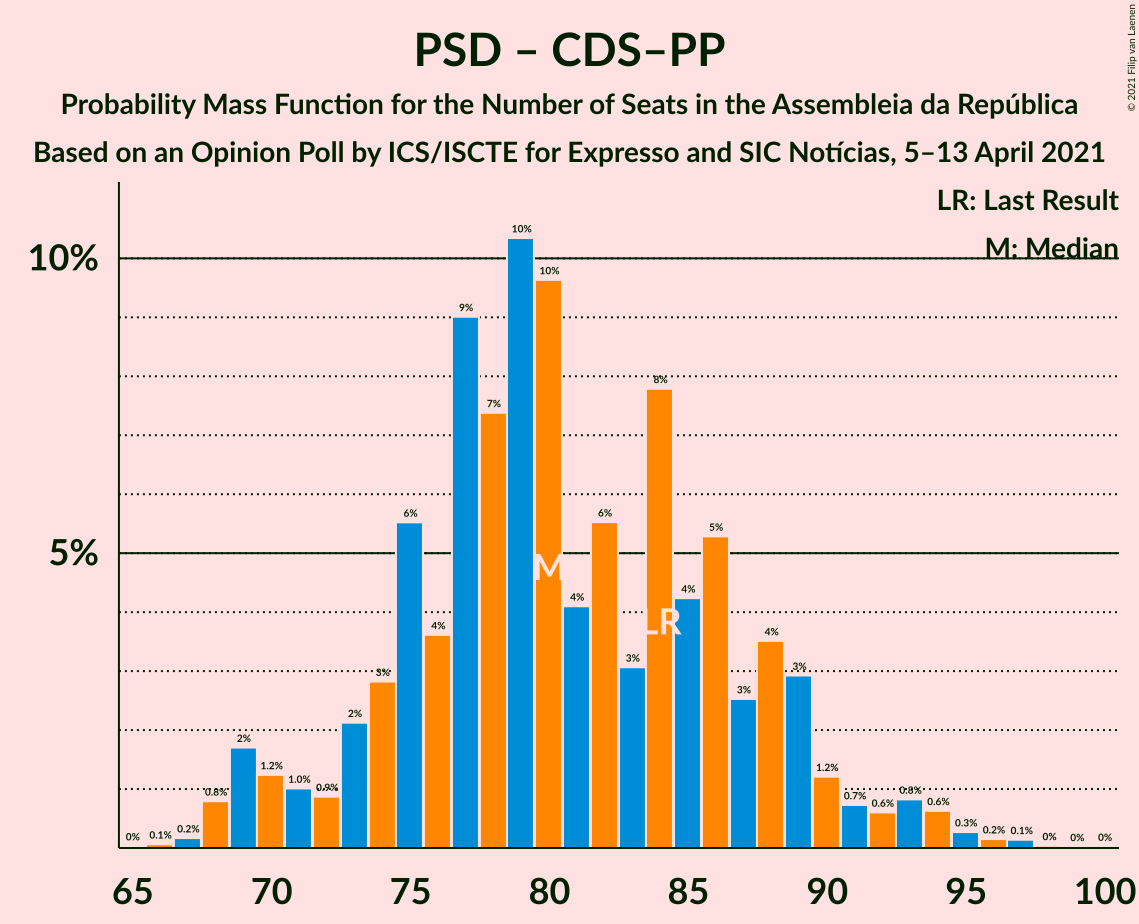 PSD – CDS–PP
Probability Mass Function for the Number of Seats in the Assembleia da República
Based on an Opinion Poll by ICS/ISCTE for Expresso and SIC Notícias, 5–13 April 2021
© 2021 Filip van Laenen
LR: Last Result
M: Median
10%
5%
0% 0.1% 0.2% 0.8% 2% 1.2% 1.0% 0.9% 2% 3% 6% 4% 9% 7% 10% 10% 4% 6% 3% 8% 4% 5% 3% 4% 3% 1.2% 0.7% 0.6% 0.8% 0.6% 0.3% 0.2% 0.1% 0% 0% 0%
M
LR
65 70 75 80 85 90 95 100